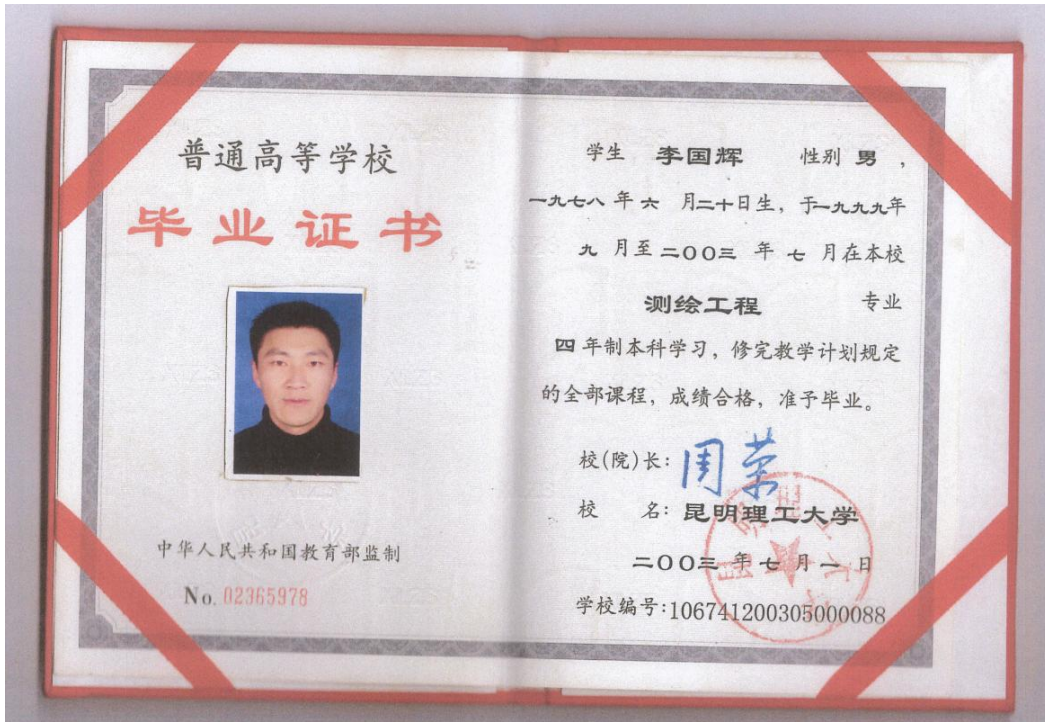 普通高等学校
毕业证书
中华人民共和国教育部监制
No. 02365978
学生 李国辉 性别 男 ，
一九七八 年 六 月二十日生，于一九九九年
九 月至 二〇〇三 年 七 月在本校
测绘工程 专业
四 年制本科学习，修完教学计划规定
的全部课程，成绩合格，准予毕业。
校(院)长：周荣
校 名：昆明理工大学
二〇〇三 年 七 月 一 日
学校编号：106741200305000088